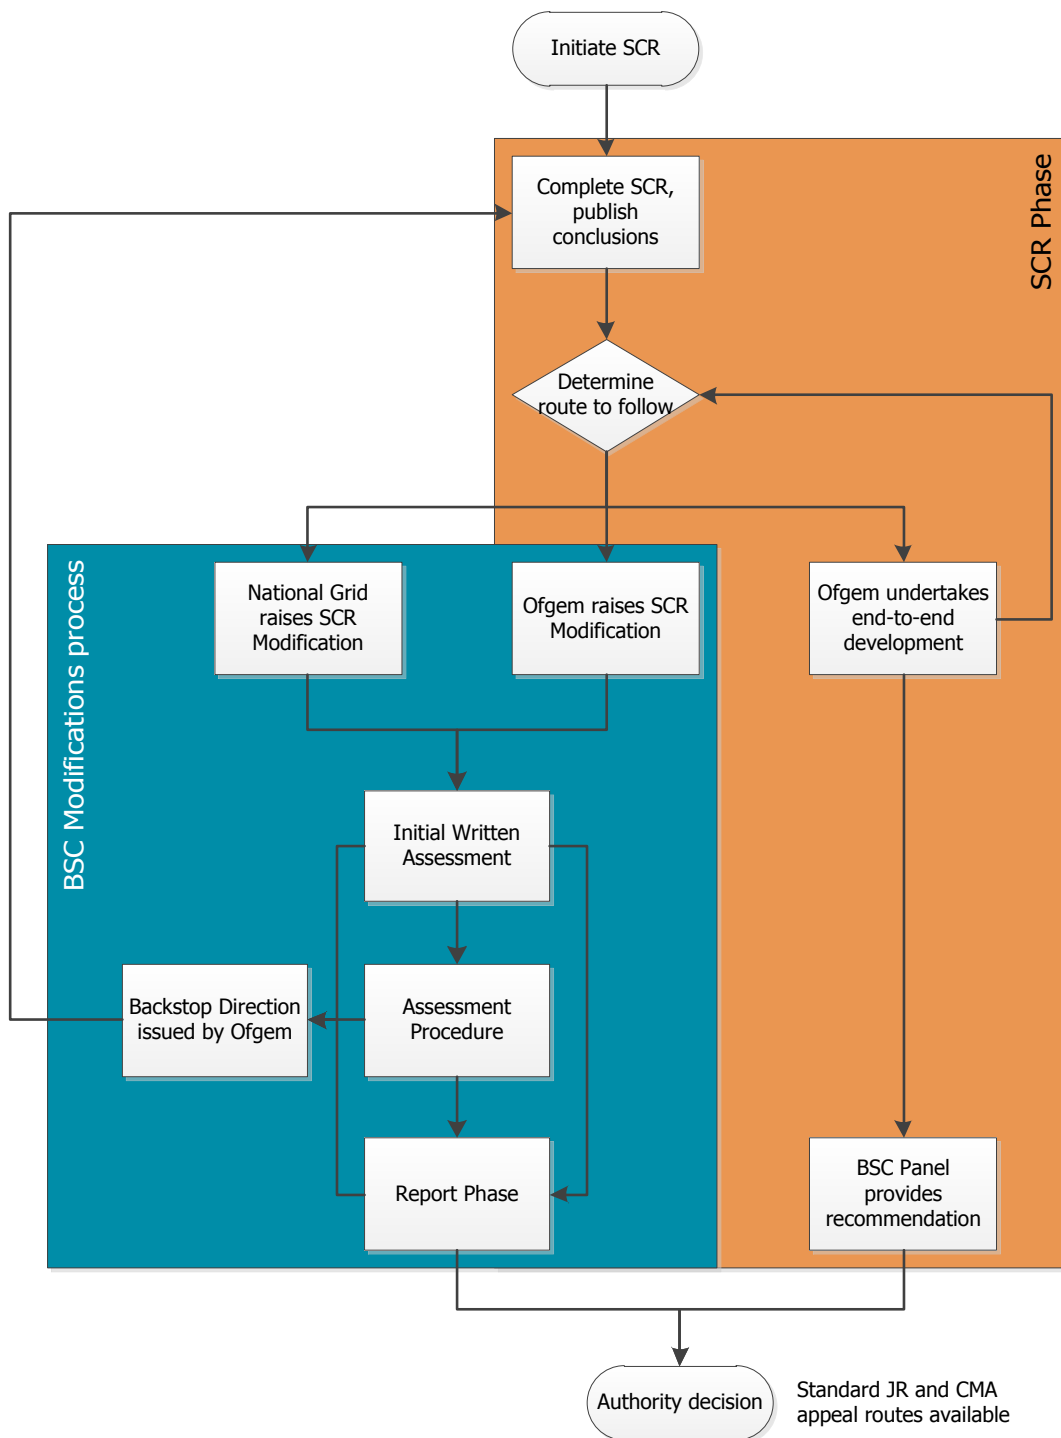 Initiate SCR
SCR Phase
Complete SCR,
publish
conclusions
Determine
route to follow
BSC Modifications process
National Grid
raises SCR
Modification
Ofgem raises SCR
Modification
Ofgem undertakes
end-to-end
development
Initial Written
Assessment
Backstop Direction
issued by Ofgem
Assessment
Procedure
Report Phase
BSC Panel
provides
recommendation
Authority decision
Standard JR and CMA
appeal routes available